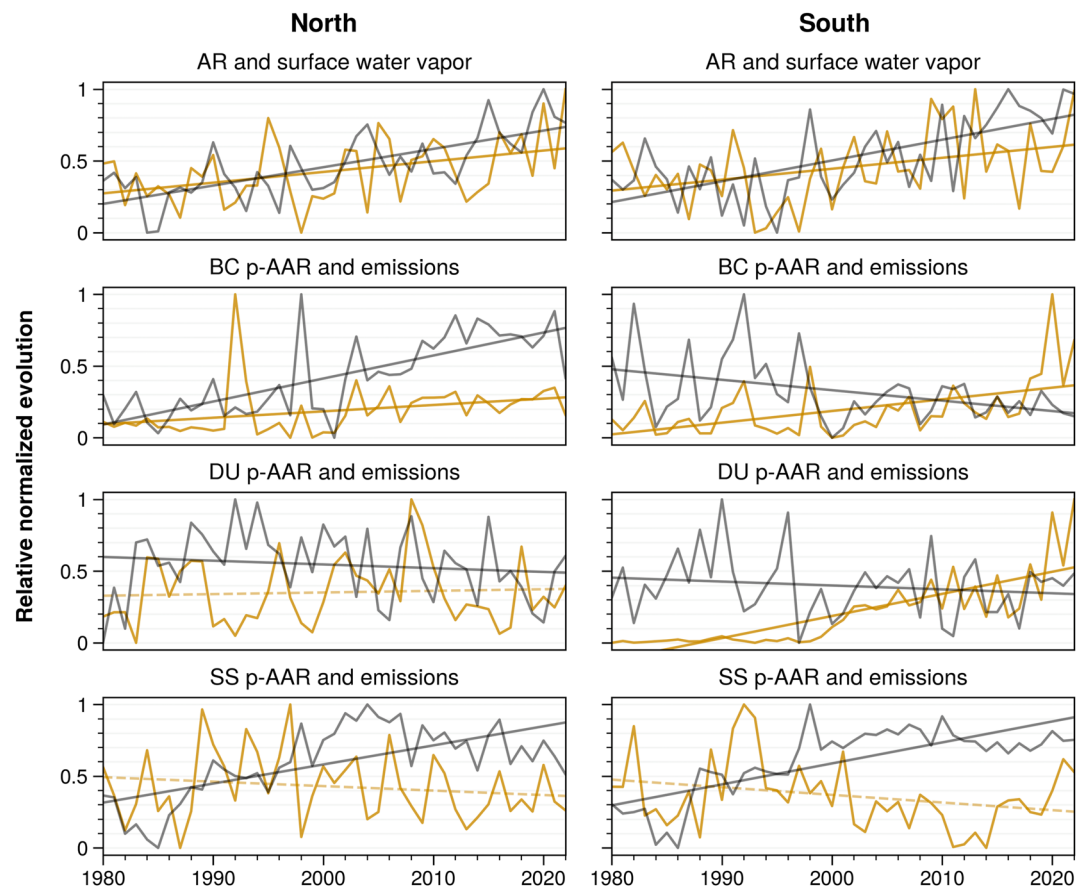 North
South
AR and surface water vapor
AR and surface water vapor
1
0.5
0
BC p-AAR and emissions
BC p-AAR and emissions
1
0.5
0
Relative normalized evolution
DU p-AAR and emissions
DU p-AAR and emissions
1
0.5
0
SS p-AAR and emissions
SS p-AAR and emissions
1
0.5
0
1980 1990 2000 2010 2020
1980 1990 2000 2010 2020